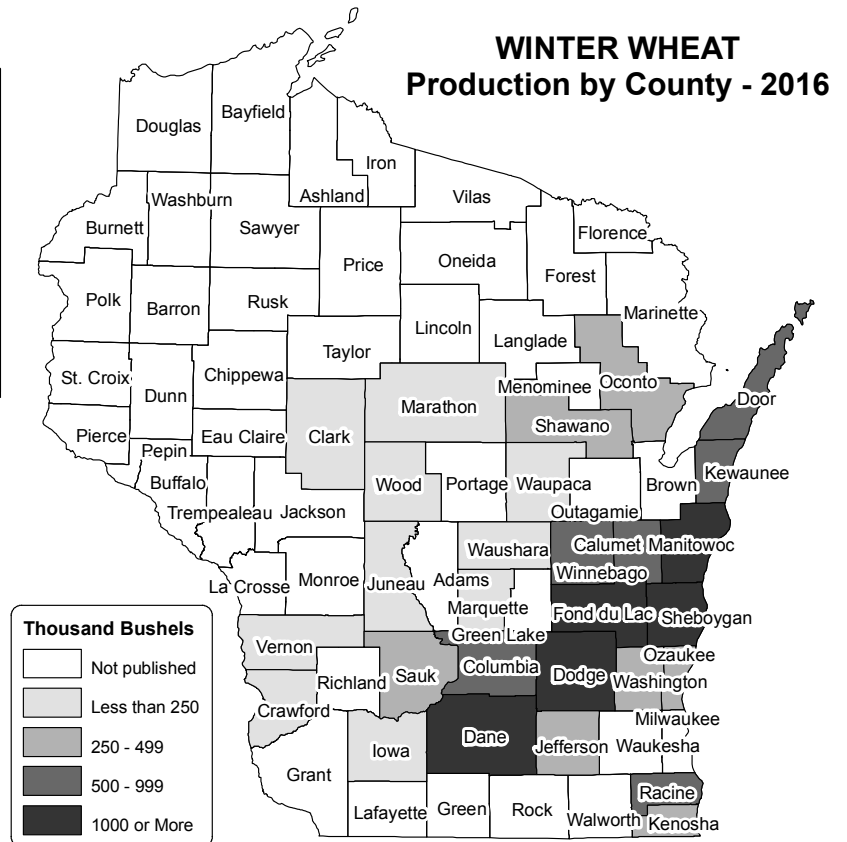 WINTER WHEAT
Production by County - 2016
Douglas
Bayfield
Iron
Ashland
Vilas
Washburn
Burnett
Sawyer
Florence
Price
Oneida
Forest
Polk
Barron
Rusk
Marinette
Lincoln
Langlade
Taylor
St. Croix
Chippewa
Dunn
Menominee
Oconto
Door
Marathon
Shawano
Pierce
Eau Claire
Clark
Pepin
Kewaunee
Buffalo
Wood
Portage
Waupaca
Brown
Trempealeau
Jackson
Outagamie
Waushara
Calumet
Manitowoc
Winnebago
La Crosse
Monroe
Juneau
Adams
Marquette
Fond du Lac
Sheboygan
Green Lake
Vernon
Ozaukee
Columbia
Dodge
Washington
Richland
Sauk
Crawford
Milwaukee
Dane
Jefferson
Waukesha
Iowa
Grant
Racine
Lafayette
Green
Rock
Walworth
Kenosha
Thousand Bushels
Not published
Less than 250
250 - 499
500 - 999
1000 or More